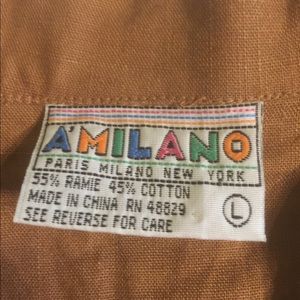 A'MILANO
PARIS MILANO NEW YORK
55% RAMIE 45% COTTON
MADE IN CHINA RN 48829
SEE REVERSE FOR CARE
L